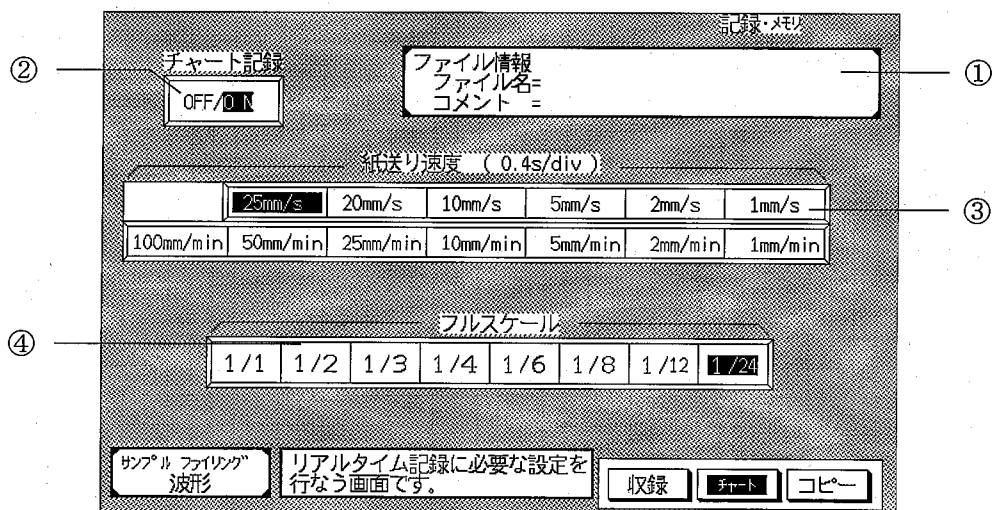 記録・メモリ
① ファイル情報
ファイル名=
コメント =
② チャート記録
OFF/ON
紙送り速度 ( 0.4s/div )
③ 25mm/s 20mm/s 10mm/s 5mm/s 2mm/s 1mm/s
100mm/min 50mm/min 25mm/min 10mm/min 5mm/min 2mm/min 1mm/min
フルスケール
④ 1/1 1/2 1/3 1/4 1/6 1/8 1/12 1/24
サンプル ファイリング
波形
リアルタイム記録に必要な設定を
行なう画面です。
収録 チャート コピー